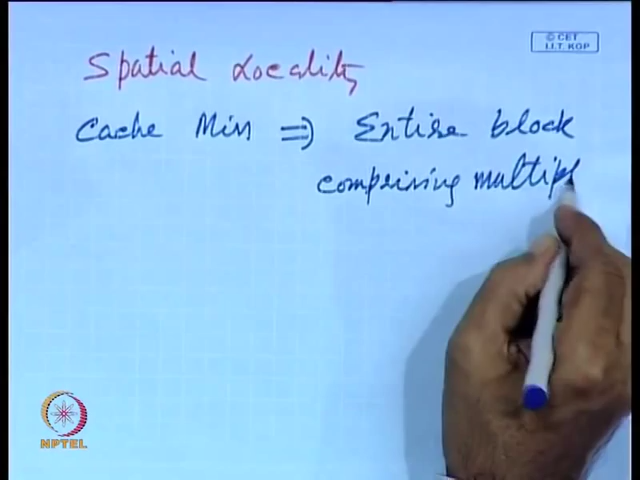 © CET
I.I.T. KGP
Spatial Locality
Cache Miss ⇒ Entire block
comprising multipl
NPTEL